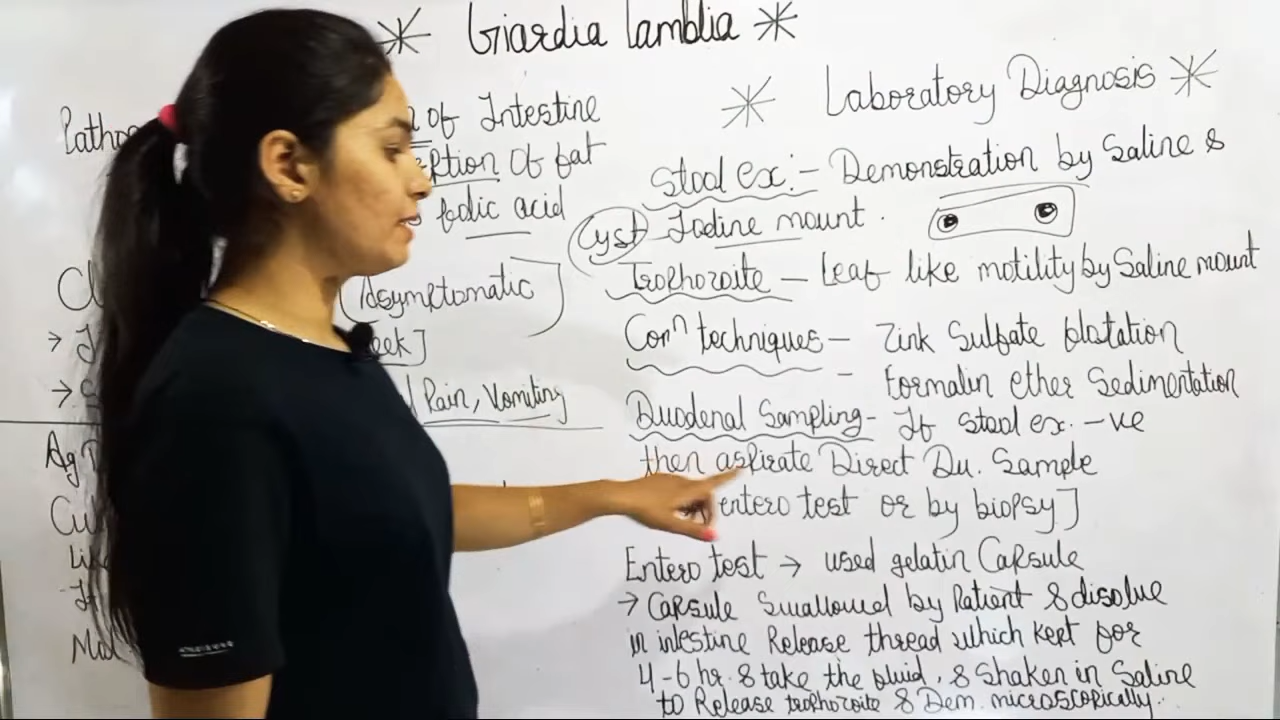 Giardia lamblia
of Intestine
of fat
folic acid
(Asymptomatic
eek]
Pain, Vomiting
Laboratory Diagnosis
Stool ex:- Demonstration by Saline &
Cyst Iodine mount.
Trophozoite - Leaf like motility by Saline mount
Conn techniques - Zink Sulfate flotation
- Formalin ether Sedimentation
Duodenal Sampling - If Stool ex. -ve
then aspirate Direct Du. Sample
entero test or by biopsy]
Entero test → used gelatin Capsule
→ Capsule Swallowed by Patient & disolve
in intestine Release thread which kept for
4-6 hr. & take the fluid, & Shaken in Saline
to Release trophozoite & Dem. microscopically.